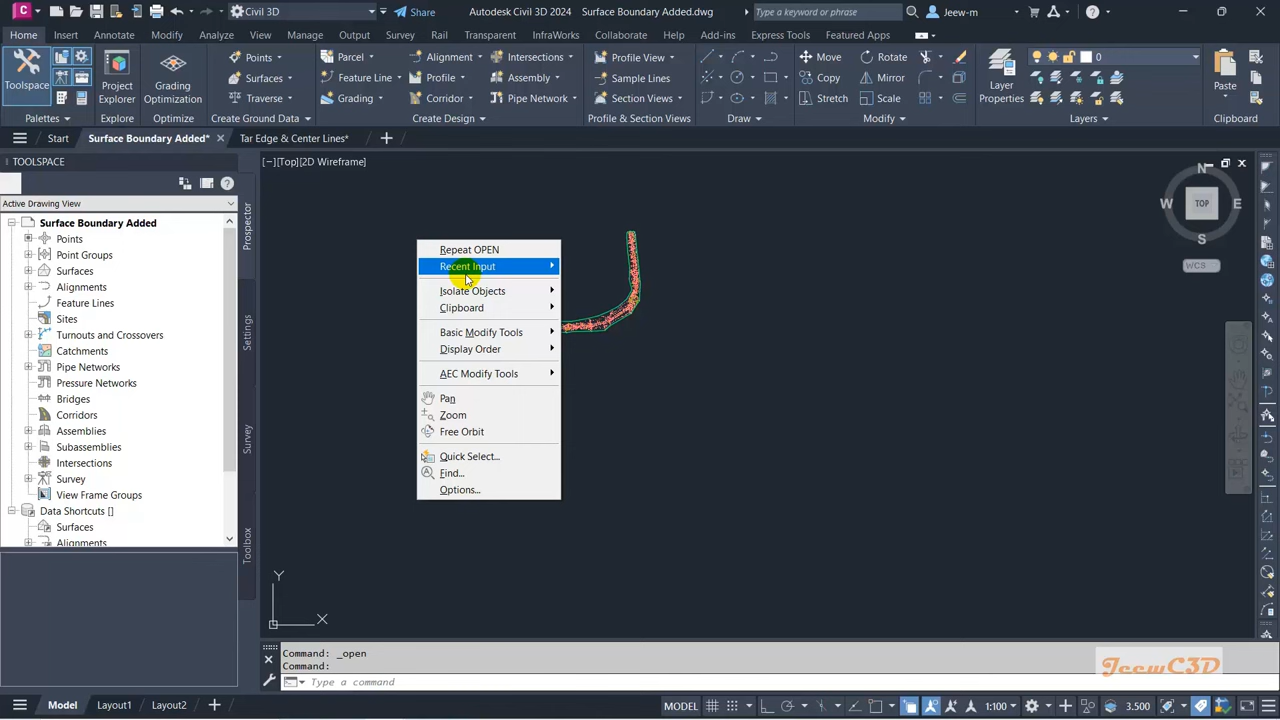 Civil 3D
Share
Autodesk Civil 3D 2024 Surface Boundary Added.dwg
Type a keyword or phrase
Jeew-m
Home Insert Annotate Modify Analyze View Manage Output Survey Rail Transparent InfraWorks Collaborate Help Add-ins Express Tools Featured Apps
Toolspace
Palettes
Project Explorer
Explore
Grading Optimization
Optimize
Points
Surfaces
Traverse
Create Ground Data
Parcel
Feature Line
Grading
Alignment
Profile
Corridor
Intersections
Assembly
Pipe Network
Create Design
Profile View
Sample Lines
Section Views
Profile & Section Views
Draw
Move
Copy
Stretch
Rotate
Mirror
Scale
Modify
Layer Properties
0
Layers
Paste
Clipboard
Start
Surface Boundary Added*
Tar Edge & Center Lines*
TOOLSPACE
Active Drawing View
Surface Boundary Added
Points
Point Groups
Surfaces
Alignments
Feature Lines
Sites
Turnouts and Crossovers
Catchments
Pipe Networks
Pressure Networks
Bridges
Corridors
Assemblies
Subassemblies
Intersections
Survey
View Frame Groups
Data Shortcuts []
Surfaces
Alignments
Prospector
Settings
Survey
Toolbox
[−][Top][2D Wireframe]
Repeat OPEN
Recent Input
Isolate Objects
Clipboard
Basic Modify Tools
Display Order
AEC Modify Tools
Pan
Zoom
Free Orbit
Quick Select...
Find...
Options...
N
W TOP E
S
WCS
Y
X
Command: _open
Command:
Type a command
JeewC3D
Model Layout1 Layout2
MODEL
1:100
3.500